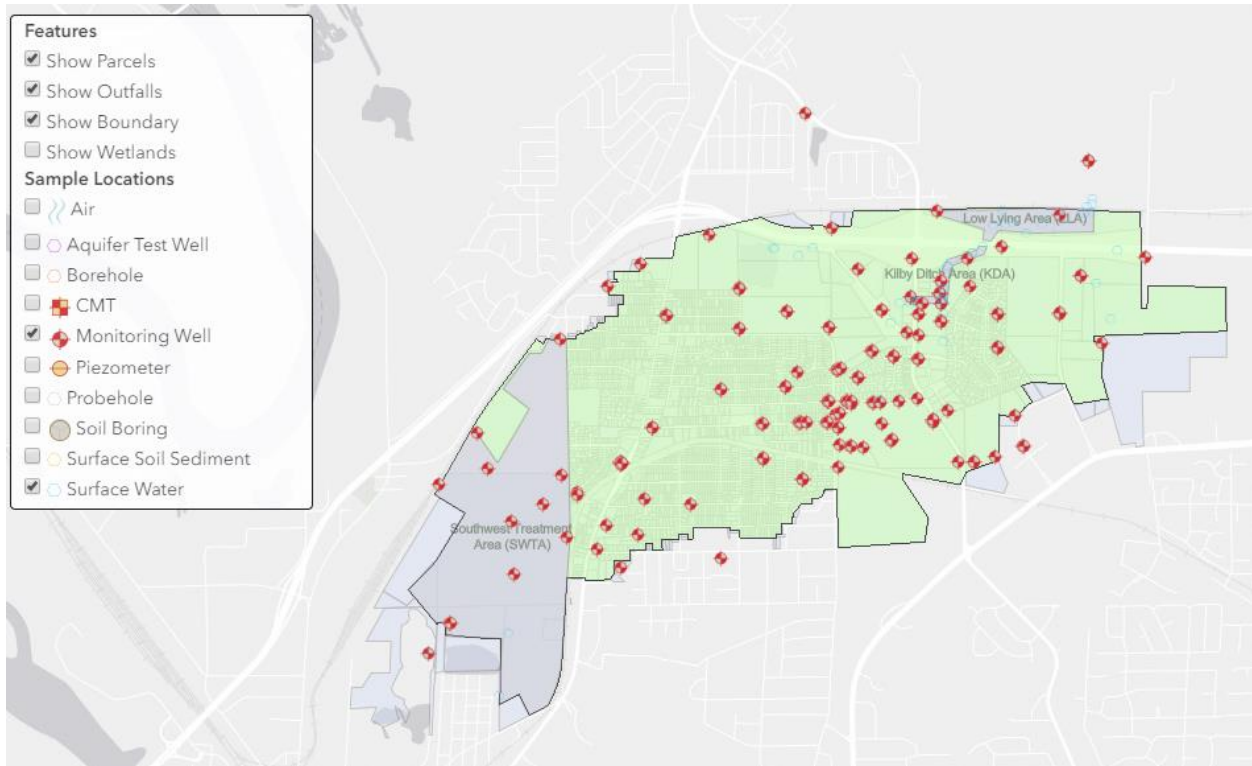 Features
Show Parcels
Show Outfalls
Show Boundary
Show Wetlands
Sample Locations
Air
Aquifer Test Well
Borehole
CMT
Monitoring Well
Piezometer
Probehole
Soil Boring
Surface Soil Sediment
Surface Water
Low Lying Area (LLA)
Kilby Ditch Area (KDA)
Southwest Treatment
Area (SWTA)